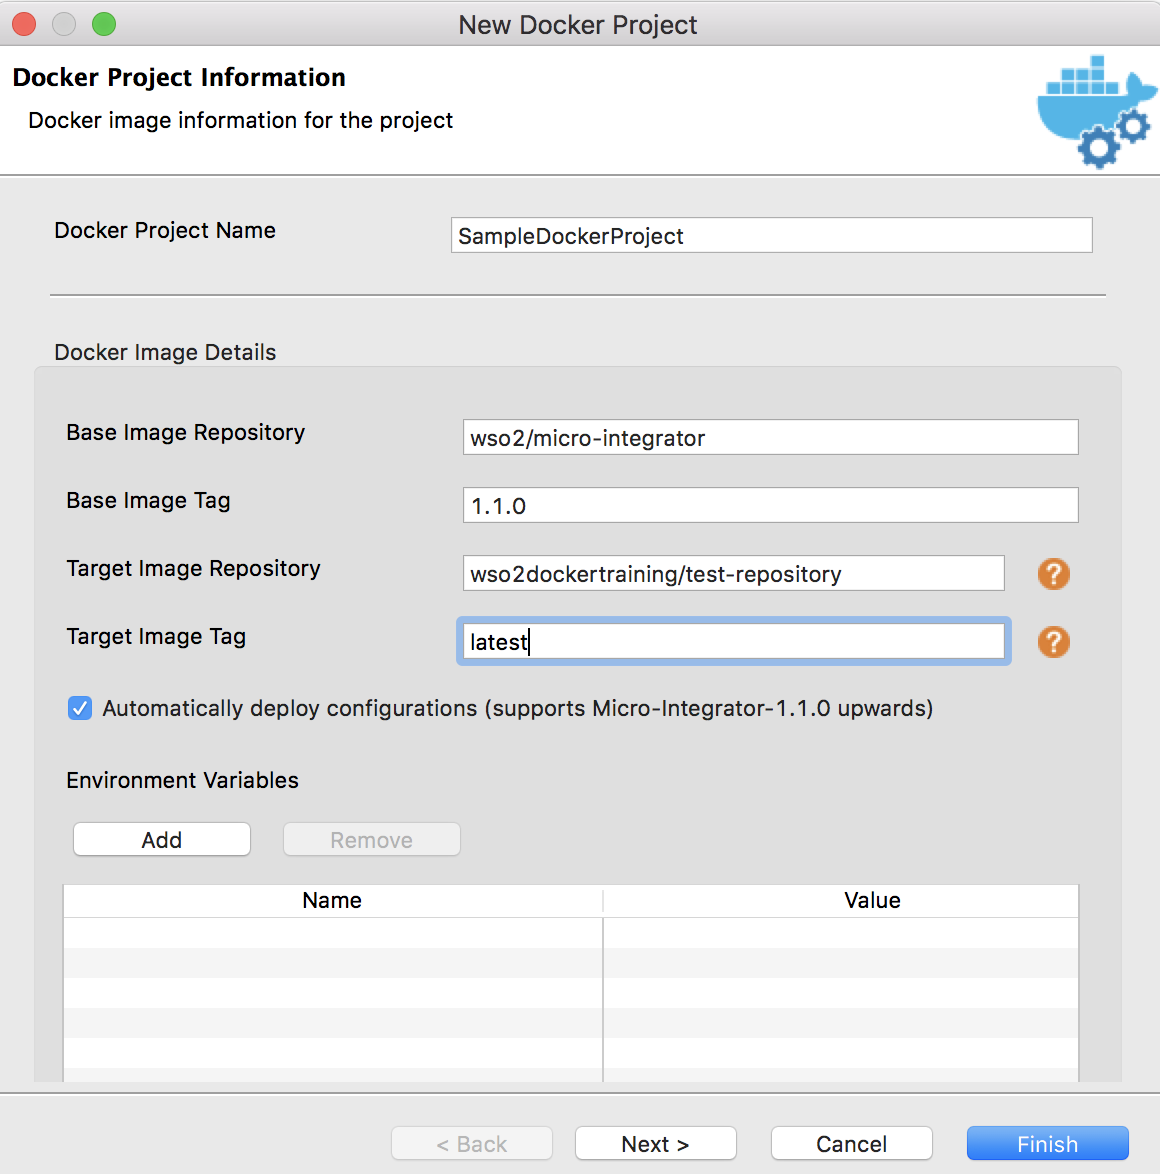 New Docker Project
Docker Project Information
Docker image information for the project
Docker Project Name
SampleDockerProject
Docker Image Details
Base Image Repository
wso2/micro-integrator
Base Image Tag
1.1.0
Target Image Repository
wso2dockertraining/test-repository
?
Target Image Tag
latest
?
Automatically deploy configurations (supports Micro-Integrator-1.1.0 upwards)
Environment Variables
Add
Remove
Name
Value
< Back
Next >
Cancel
Finish